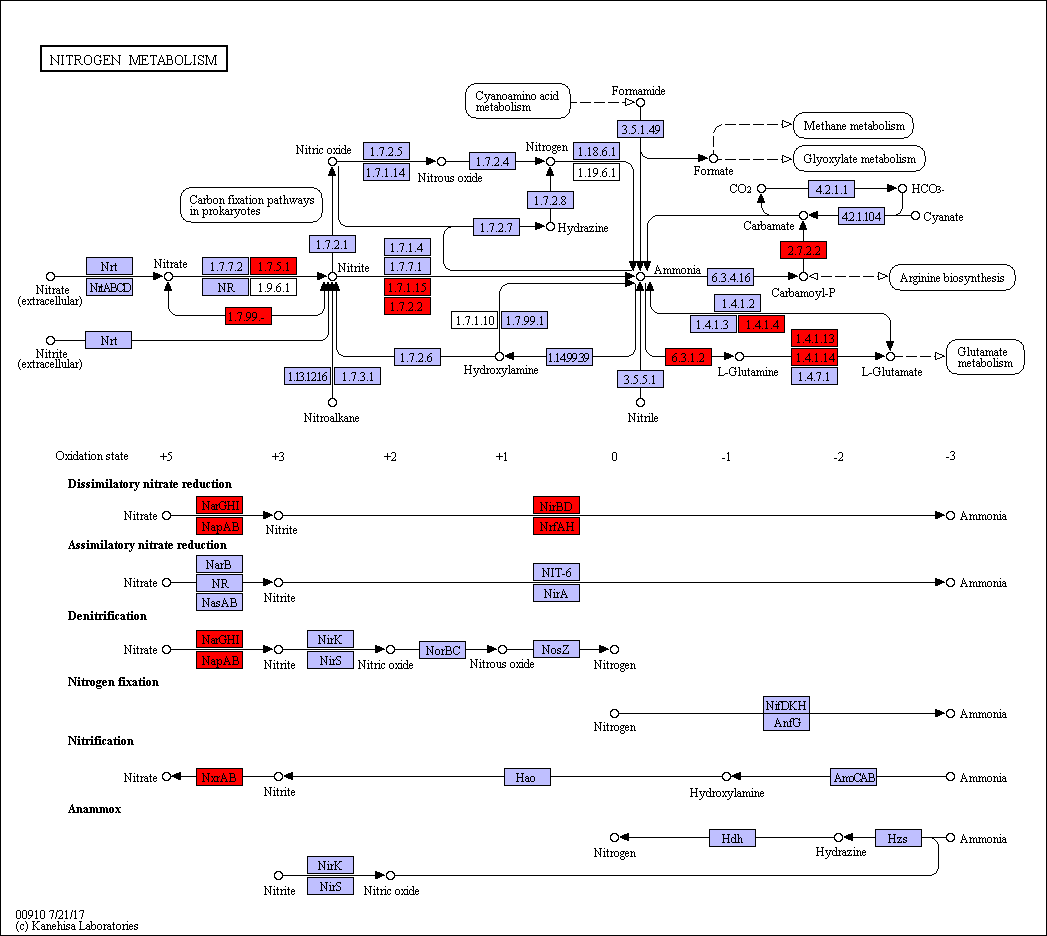 NITROGEN METABOLISM
Cyanoamino acid
metabolism
Formamide
3.5.1.49
Methane metabolism
Nitric oxide
1.7.2.5
1.7.1.14
Nitrous oxide
1.7.2.4
Nitrogen
1.18.6.1
1.19.6.1
Formate
Glyoxylate metabolism
Carbon fixation pathways
in prokaryotes
CO2
4.2.1.1
HCO3-
1.7.2.8
1.7.2.7
Hydrazine
Carbamate
4.2.1.104
Cyanate
1.7.2.1
1.7.1.4
2.7.2.2
Nrt
Nitrate
1.7.7.2
1.7.5.1
Nitrite
1.7.7.1
Ammonia
6.3.4.16
Arginine biosynthesis
Nitrate
(extracellular)
NrtABCD
NR
1.9.6.1
1.7.1.15
Carbamoyl-P
1.7.2.2
1.4.1.2
1.7.99.-
1.7.1.10
1.7.99.1
1.4.1.3
1.4.1.4
Nrt
1.4.1.13
Nitrite
(extracellular)
1.7.2.6
1.14.99.39
6.3.1.2
1.4.1.14
Glutamate
metabolism
Hydroxylamine
L-Glutamine
L-Glutamate
1.13.12.16
1.7.3.1
3.5.5.1
1.4.7.1
Nitroalkane
Nitrile
Oxidation state
+5
+3
+2
+1
0
-1
-2
-3
Dissimilatory nitrate reduction
NarGHI
NirBD
Nitrate
Ammonia
NapAB
Nitrite
NrfAH
Assimilatory nitrate reduction
NarB
NIT-6
Nitrate
NR
Ammonia
NasAB
Nitrite
NirA
Denitrification
NarGHI
NirK
Nitrate
NorBC
NosZ
NapAB
Nitrite
NirS
Nitric oxide
Nitrous oxide
Nitrogen
Nitrogen fixation
NifDKH
Ammonia
Nitrogen
AnfG
Nitrification
Nitrate
NxrAB
Nitrite
Hao
Hydroxylamine
AmoCAB
Ammonia
Anammox
Nitrogen
Hdh
Hydrazine
Hzs
Ammonia
NirK
Nitrite
NirS
Nitric oxide
00910 7/21/17
(c) Kanehisa Laboratories